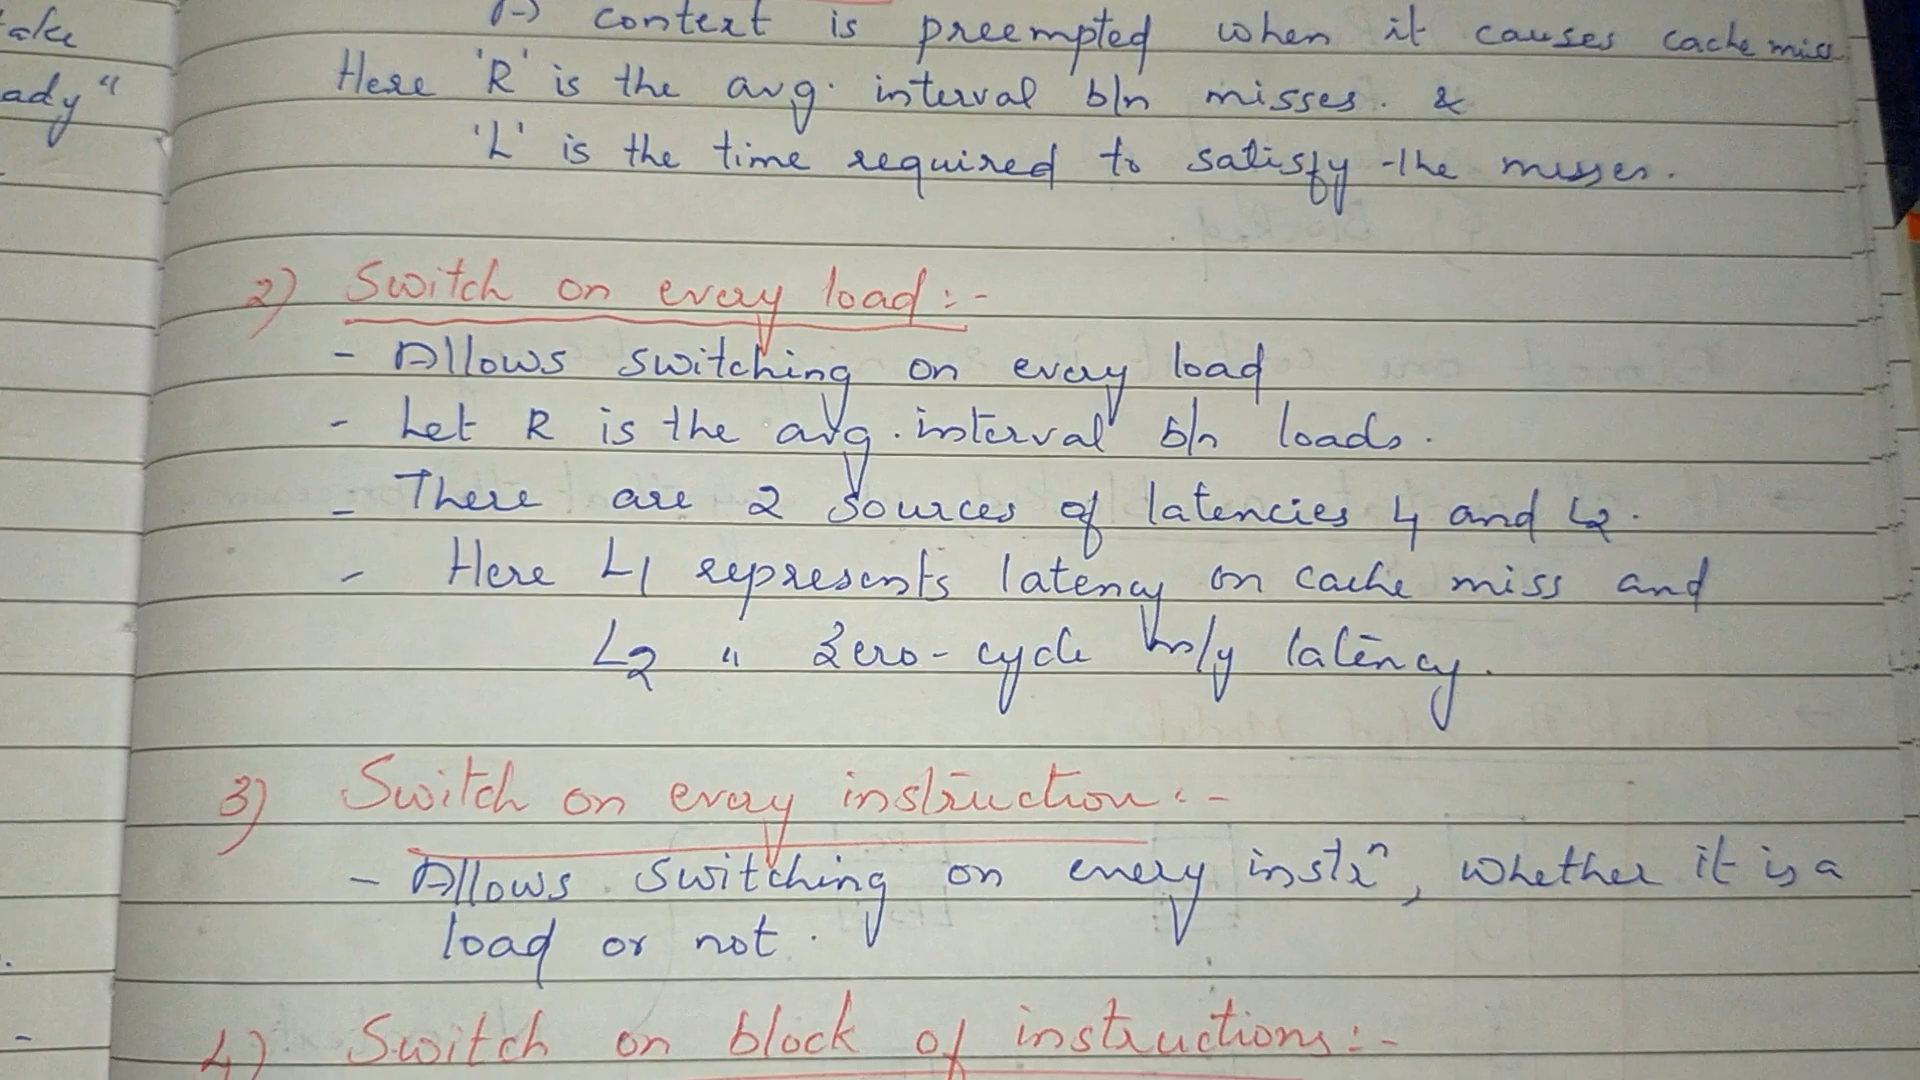 ake
ady"
(-) context is preempted when it causes cache miss
Here 'R' is the avg. interval b/n misses. &
'L' is the time required to satisfy the misses.
2) Switch on every load :-
- Allows switching on every load
- Let R is the avg. interval b/n loads.
- There are 2 sources of latencies L1 and L2.
- Here L1 represents latency on cache miss and
L2 " zero-cycle m/y latency.
3) Switch on every instruction :-
- Allows switching on every instrⁿ, whether it is a
load or not.
4) Switch on block of instructions :-